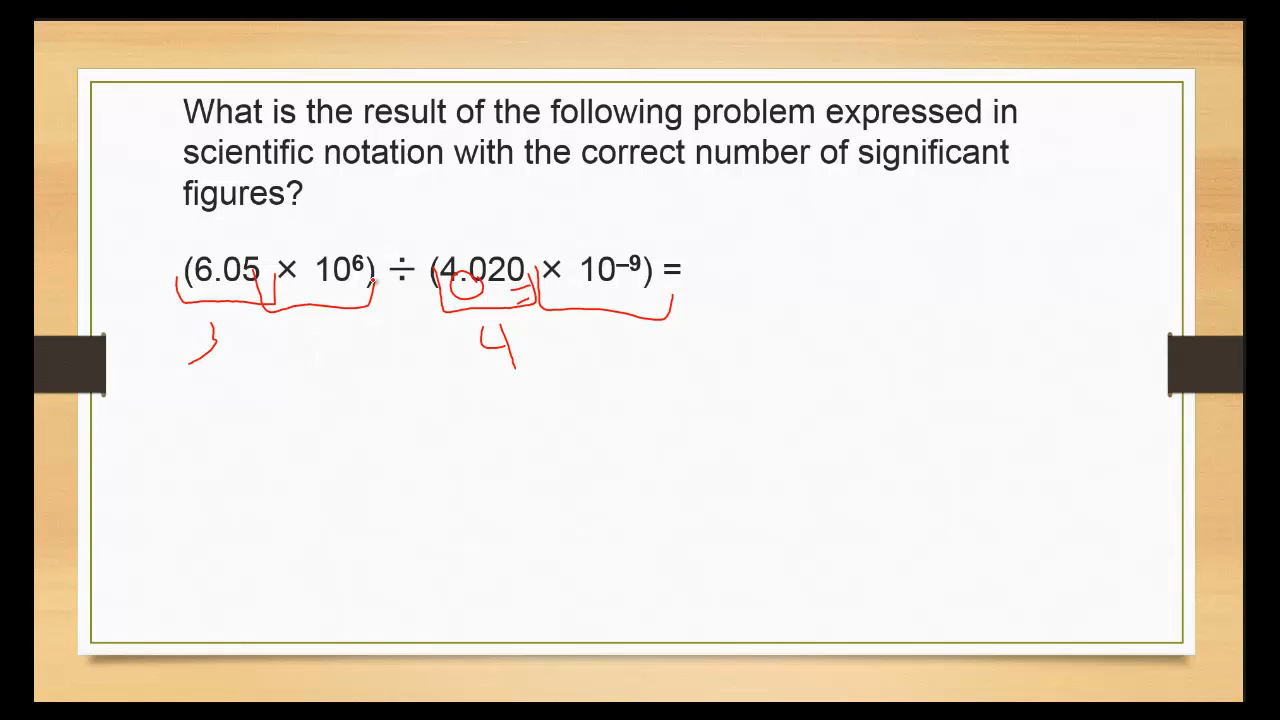 What is the result of the following problem expressed in
scientific notation with the correct number of significant
figures?
(6.05 × 10⁶) ÷ (4.020 × 10⁻⁹) =
3 4